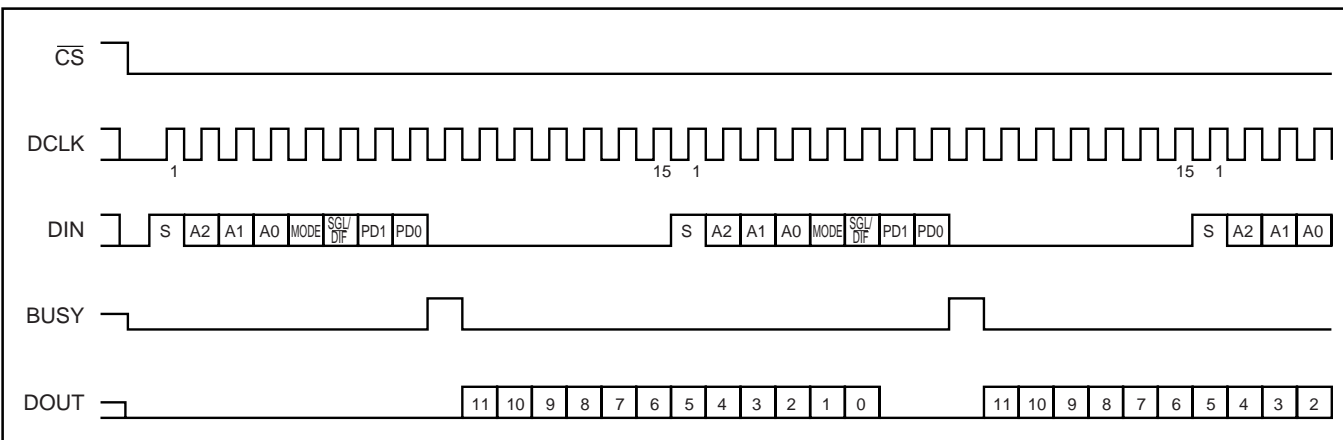 CS
DCLK
1 15 1 15 1
DIN S A2 A1 A0 MODE SGL/DIF PD1 PD0 S A2 A1 A0 MODE SGL/DIF PD1 PD0 S A2 A1 A0
BUSY
DOUT 11 10 9 8 7 6 5 4 3 2 1 0 11 10 9 8 7 6 5 4 3 2